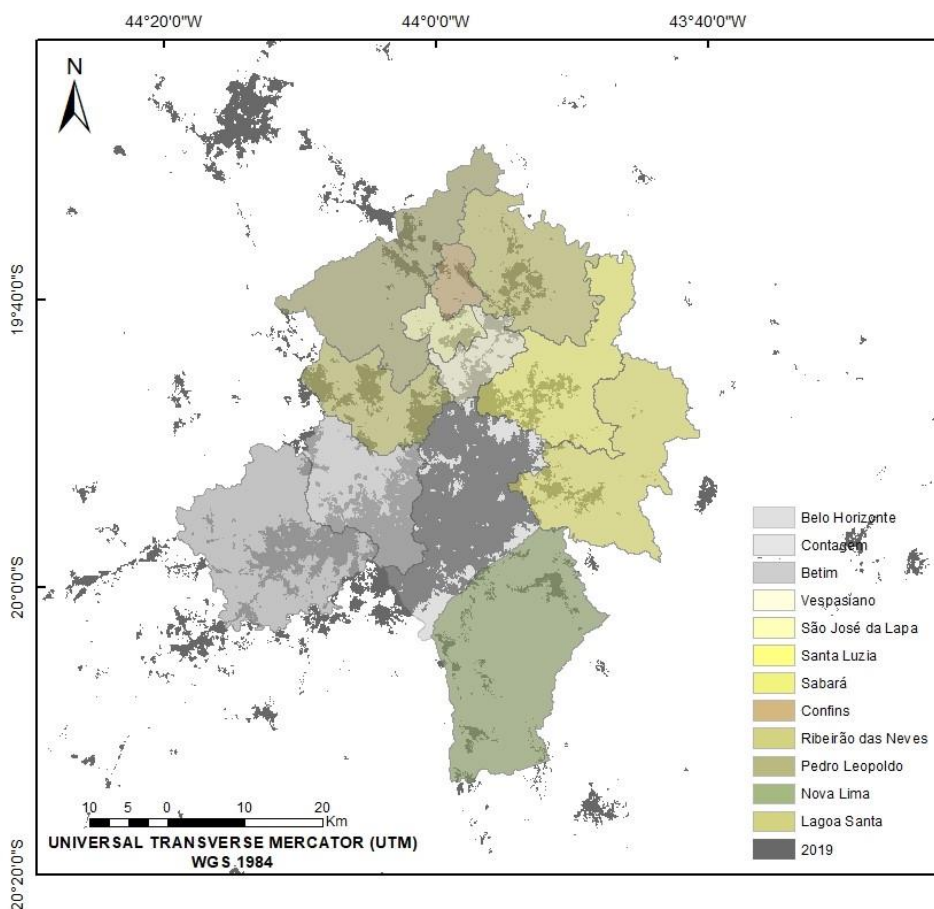 44°20'0"W 44°0'0"W 43°40'0"W
N
19°40'0"S
20°0'0"S
20°20'0"S
Belo Horizonte
Contagem
Betim
Vespasiano
São José da Lapa
Santa Luzia
Sabará
Confins
Ribeirão das Neves
Pedro Leopoldo
Nova Lima
Lagoa Santa
2019
10 5 0 10 20
Km
UNIVERSAL TRANSVERSE MERCATOR (UTM)
WGS 1984